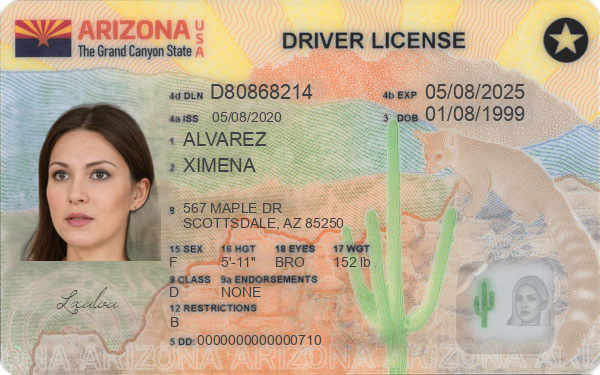 ARIZONA USA
The Grand Canyon State
DRIVER LICENSE
4d DLN D80868214
4b EXP 05/08/2025
4a ISS 05/08/2020
3 DOB 01/08/1999
1 ALVAREZ
2 XIMENA
8 567 MAPLE DR
SCOTTSDALE, AZ 85250
15 SEX 16 HGT 18 EYES 17 WGT
F 5'-11" BRO 152 lb
9 CLASS 9a ENDORSEMENTS
D NONE
12 RESTRICTIONS
B
5 DD: 0000000000000710
ARIZONA ARIZONA ARIZONA ARIZONA